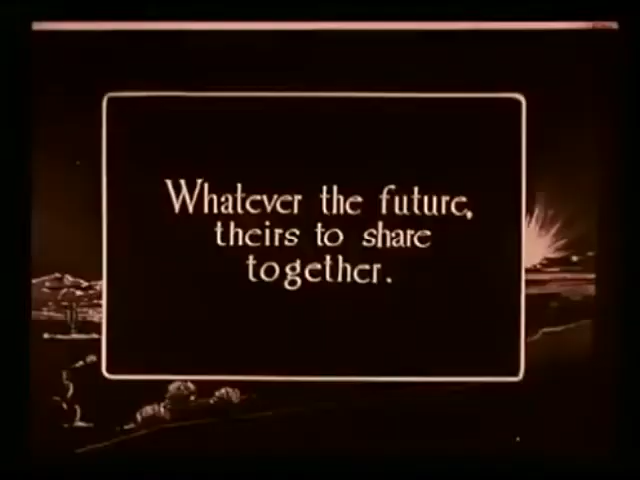 Whatever the future,
theirs to share
together.